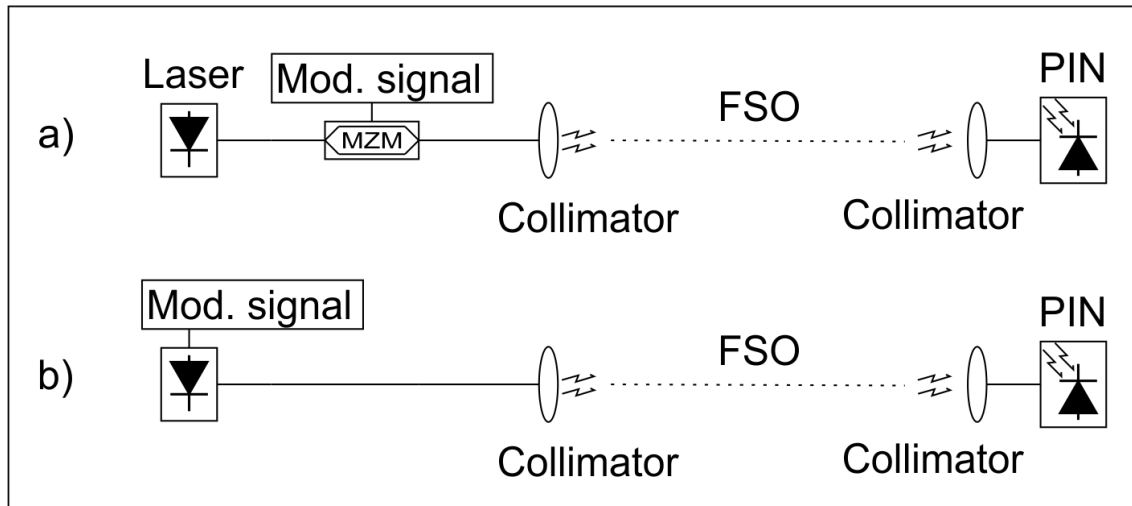 Laser
Mod. signal
PIN
a)
MZM
FSO
Collimator
Collimator
Mod. signal
PIN
b)
FSO
Collimator
Collimator